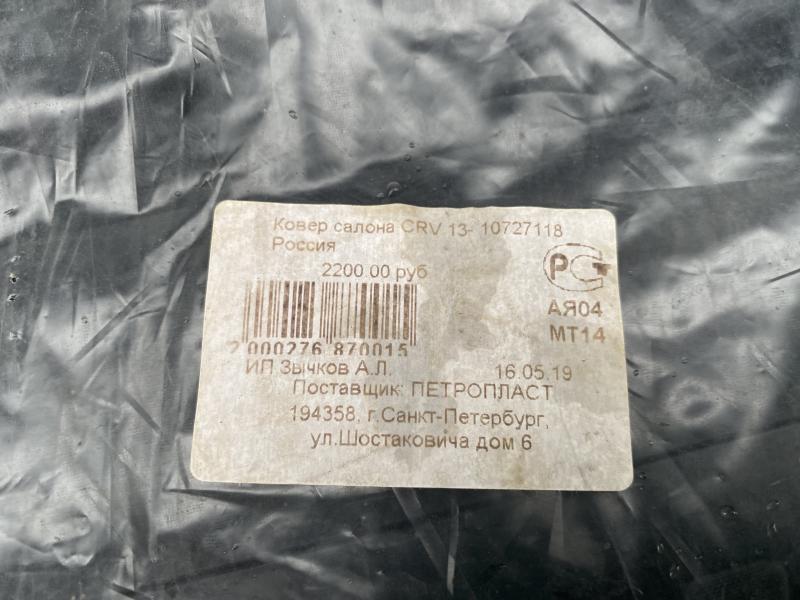 Ковер салона CRV 13- 10727118
Россия
2200.00 руб
РСТ
АЯ04
МТ14
2 000276 870015
ИП Зычков А.Л. 16.05.19
Поставщик: ПЕТРОПЛАСТ
194358, г.Санкт-Петербург,
ул.Шостаковича дом 6